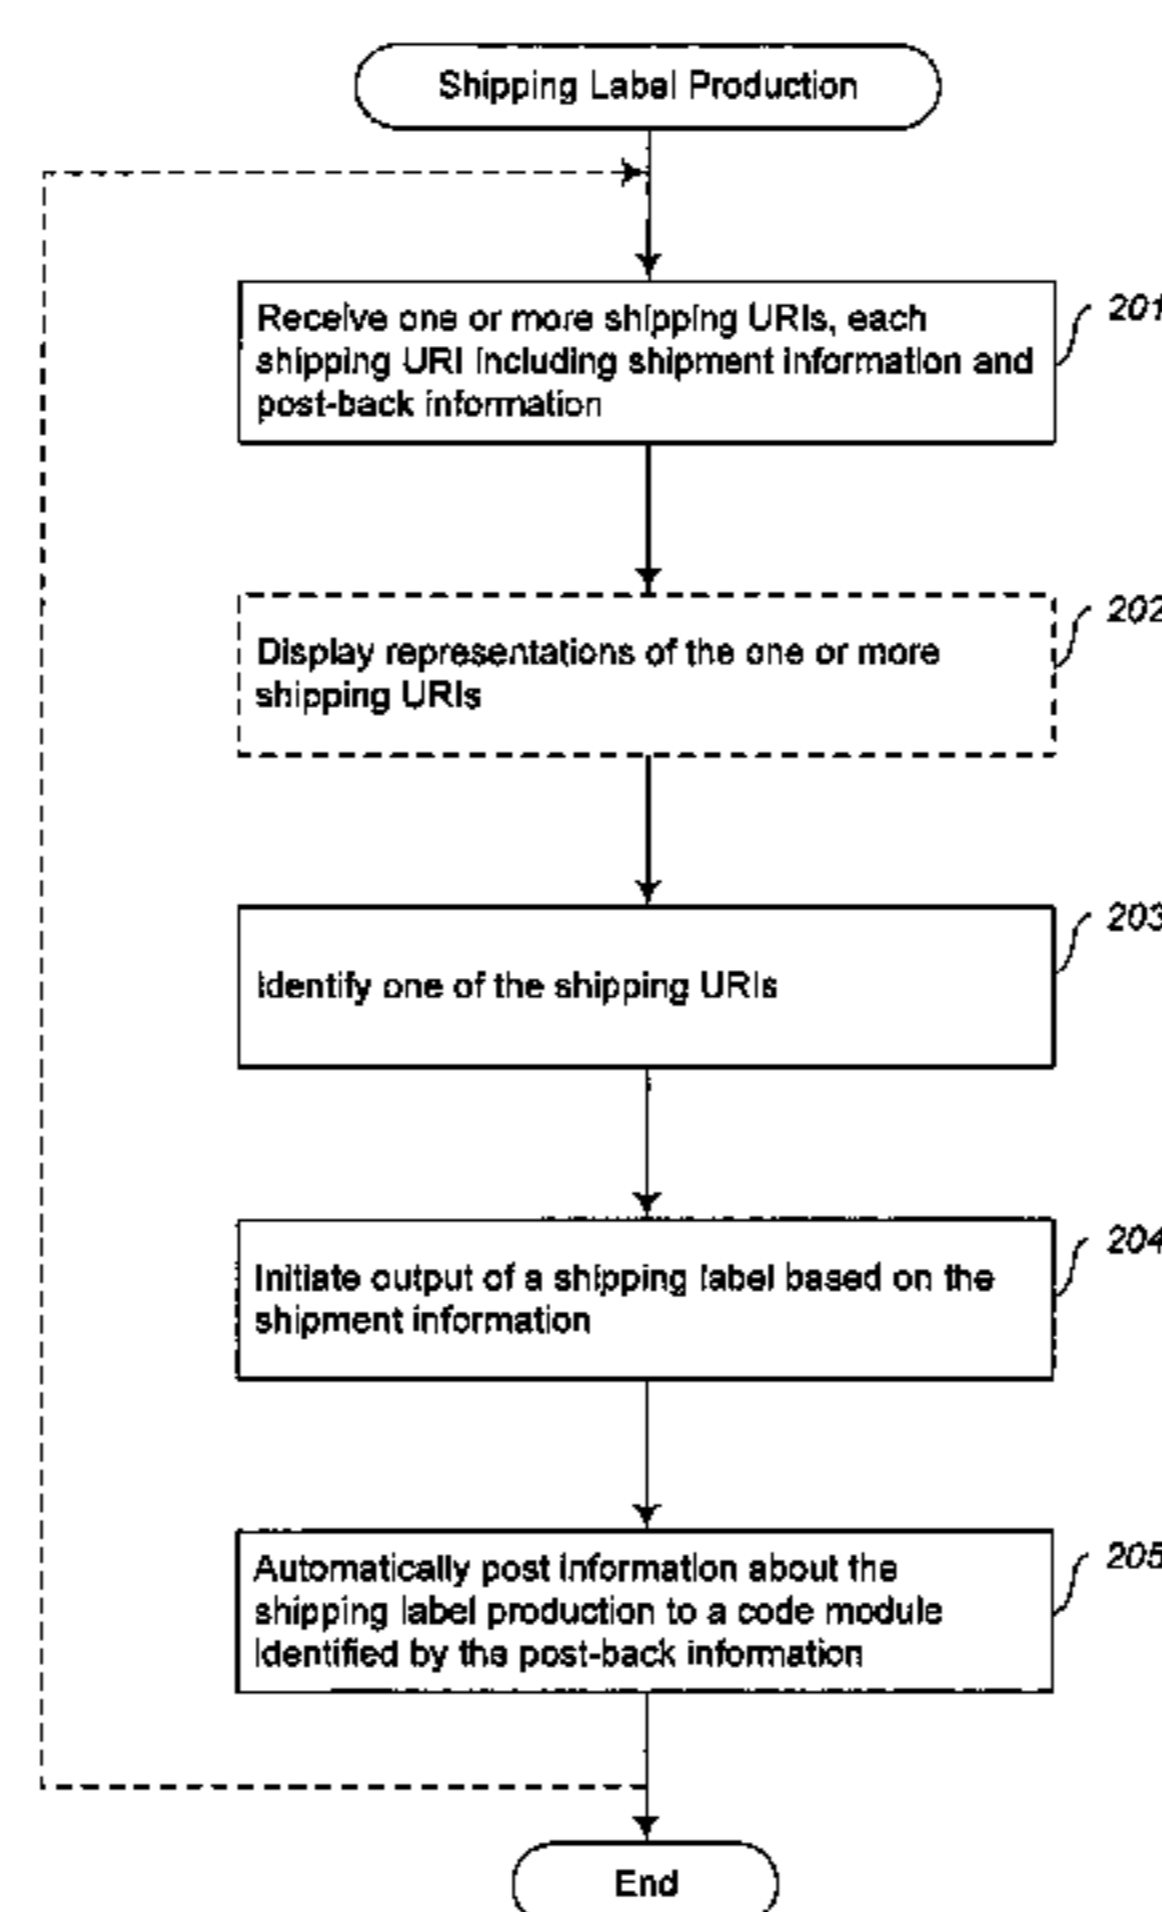 Shipping Label Production
Receive one or more shipping URIs, each
shipping URI including shipment information and
post-back information
201
Display representations of the one or more
shipping URIs
202
Identify one of the shipping URIs
203
Initiate output of a shipping label based on the
shipment information
204
Automatically post information about the
shipping label production to a code module
identified by the post-back information
205
End